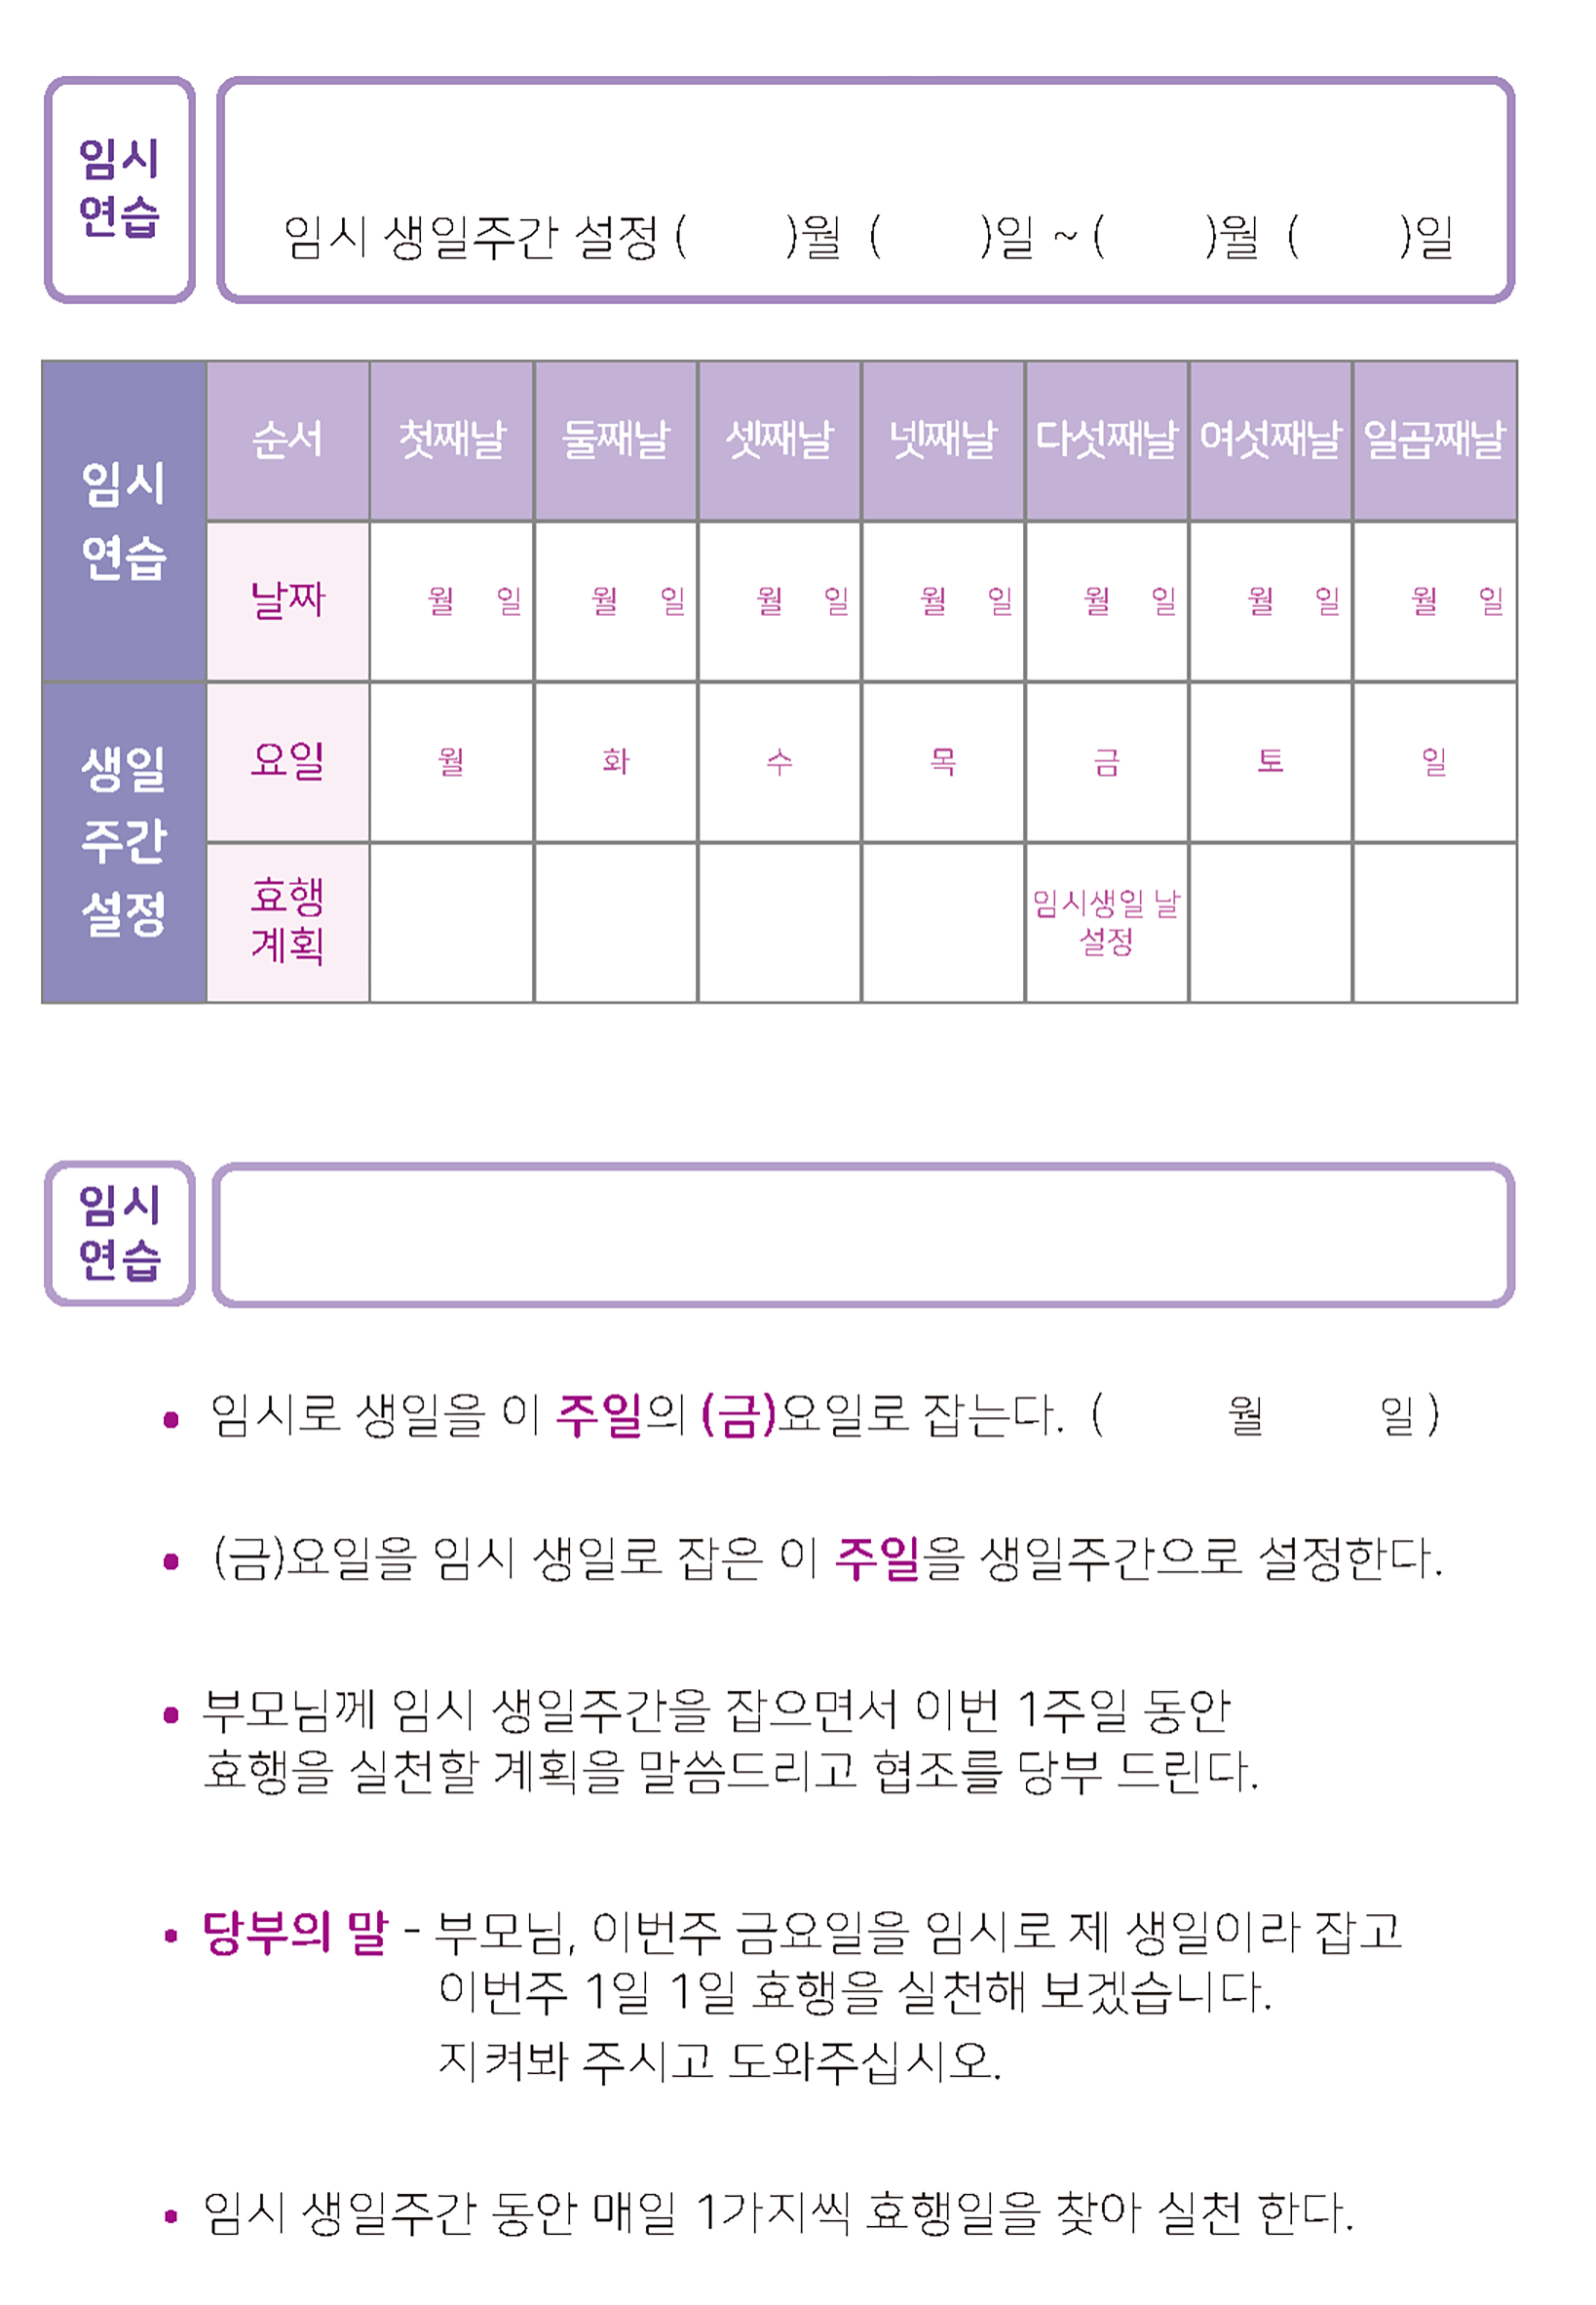 임시
연습
임시 생일주간 설정 (        )월 (        )일 ~ (        )월 (        )일
임시
연습
순서 첫째날 둘째날 셋째날 넷째날 다섯째날 여섯째날 일곱째날
날짜 월 일 월 일 월 일 월 일 월 일 월 일 월 일
생일
주간
설정
요일 월 화 수 목 금 토 일
효행
계획
임시생일 날
설정
임시
연습
• 임시로 생일을 이 주일의 (금)요일로 잡는다. (        월        일 )
• (금)요일을 임시 생일로 잡은 이 주일을 생일주간으로 설정한다.
• 부모님께 임시 생일주간을 잡으면서 이번 1주일 동안
효행을 실천할 계획을 말씀드리고 협조를 당부 드린다.
• 당부의 말 - 부모님, 이번주 금요일을 임시로 제 생일이라 잡고
이번주 1일 1일 효행을 실천해 보겠습니다.
지켜봐 주시고 도와주십시오.
• 임시 생일주간 동안 매일 1가지씩 효행일을 찾아 실천 한다.